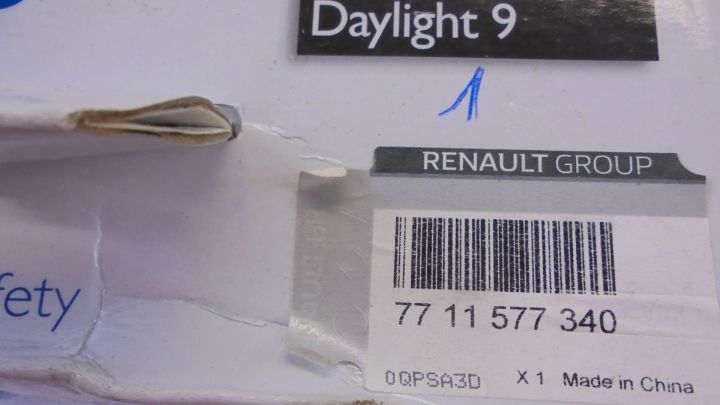 Daylight 9
1
RENAULT GROUP
77 11 577 340
fety
0QPSA3D X 1 Made in China